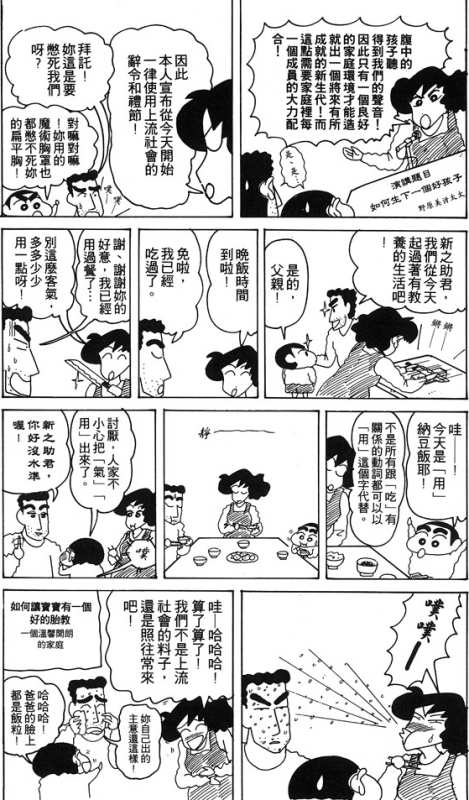 腹中的
孩子聽
得到我們的聲音！
因此只有一個良好
的家庭環境才能造
就出一個將來有所
成就的新生代！而
這點需要家庭裡每
一個成員的大力配
合！
是是
演講題目
如何生下一個好孩子
野原美冴女士
因此
本人宣布從今天開始
一律使用上流社會的
辭令和禮節！
拜託！
妳這是要
憋死我們
呀？
噗噗
對嘛對嘛
！妳用的
魔術胸罩也
都憋不死妳
的扁平胸！
新之助君，
我們從今天
起過著有教
養的生活吧
是的，
父親！
晚飯時間
到啦！
免啦，
我已經
吃過了。
謝、謝謝妳的
好意，我已經
用過餐了…
別這麼客氣，
多多少少
用一點呀！
哇——！
今天是「用」
納豆飯耶！
不是所有跟「吃」有
關係的動詞都可以以
「用」這個字代替。
靜——
噗
討厭，人家不
小心把「氣」「
用」出來了。
新之助君，
你好沒水準
喔！
噗噗——！
哇—哈哈哈！
算了算了！
我們不是上流
社會的料子，
還是照往常來
吧！
妳自己出的
主意還這樣！
如何讓寶寶有一個
好的胎教
一個溫馨開朗
的家庭
哈哈哈！
爸爸的臉上
都是飯粒！